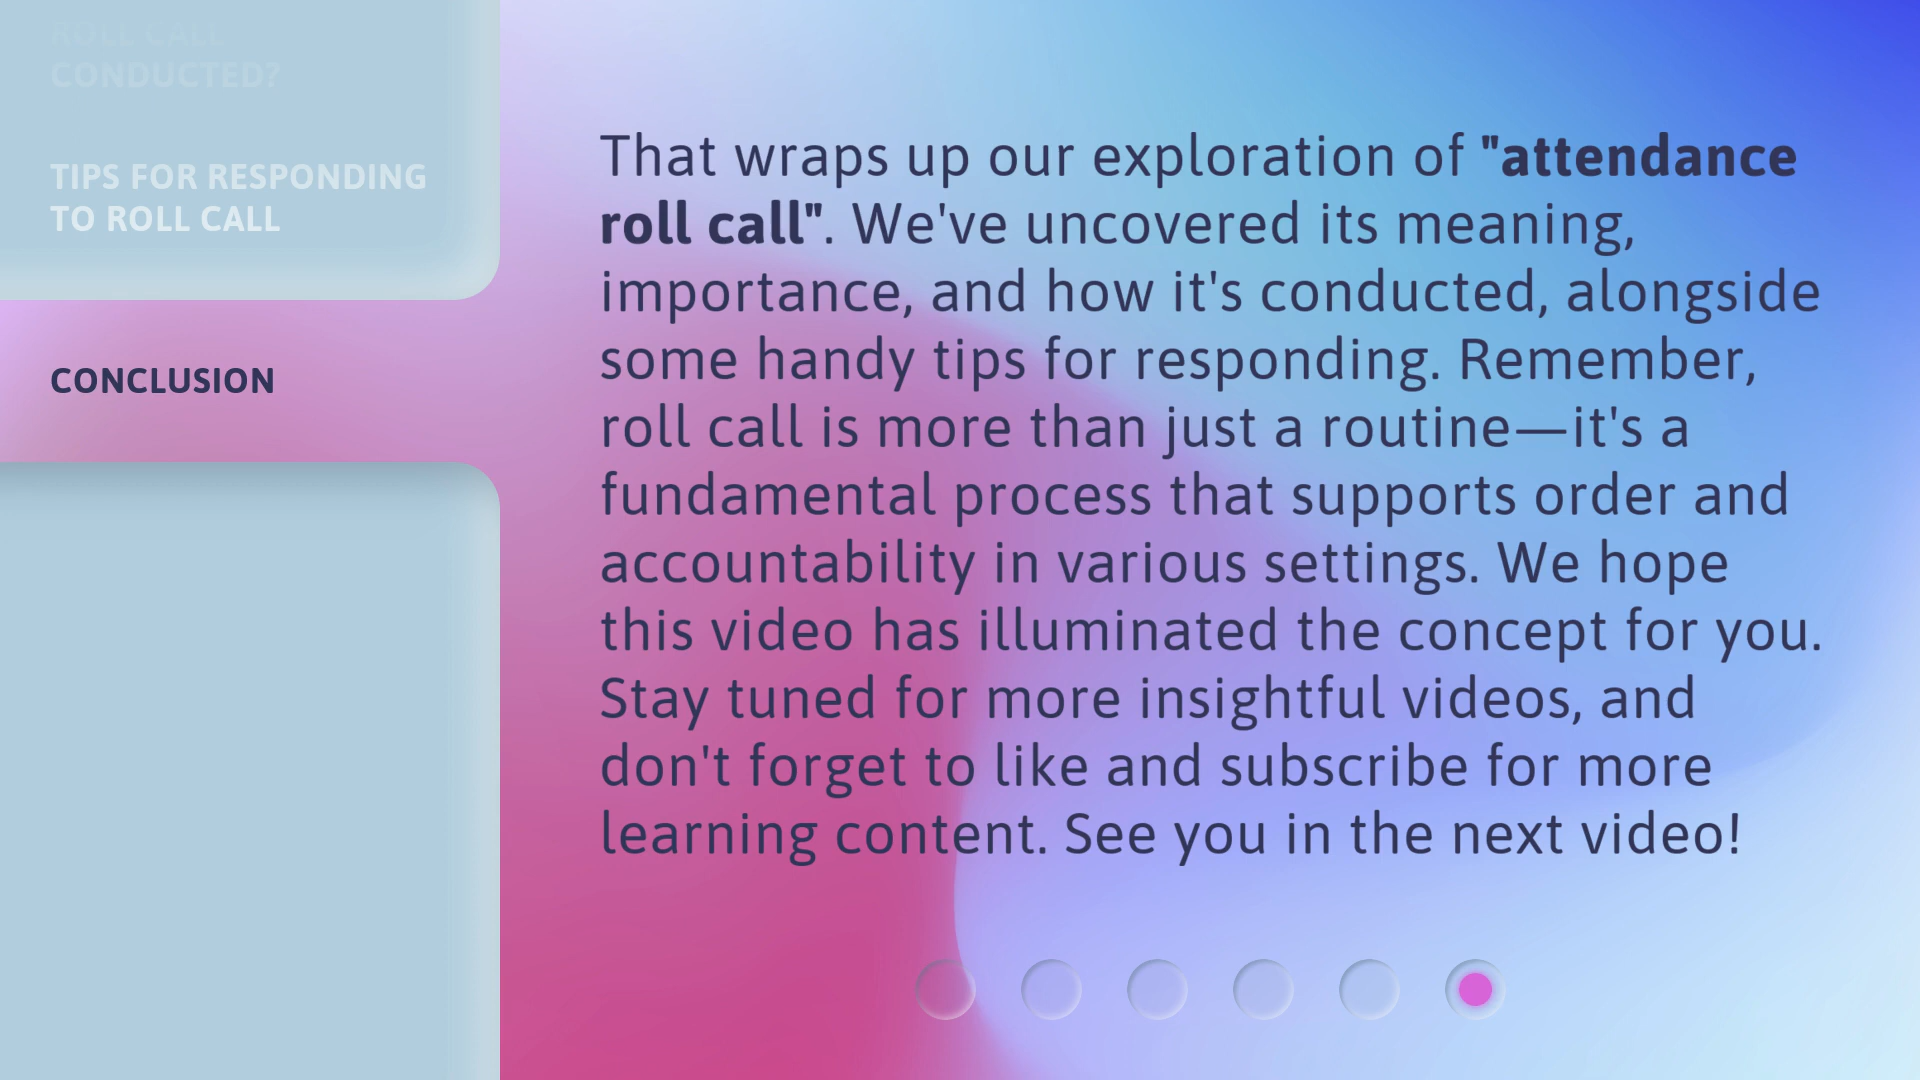 ROLL CALL
CONDUCTED?
TIPS FOR RESPONDING
TO ROLL CALL
CONCLUSION
That wraps up our exploration of "attendance
roll call". We've uncovered its meaning,
importance, and how it's conducted, alongside
some handy tips for responding. Remember,
roll call is more than just a routine—it's a
fundamental process that supports order and
accountability in various settings. We hope
this video has illuminated the concept for you.
Stay tuned for more insightful videos, and
don't forget to like and subscribe for more
learning content. See you in the next video!